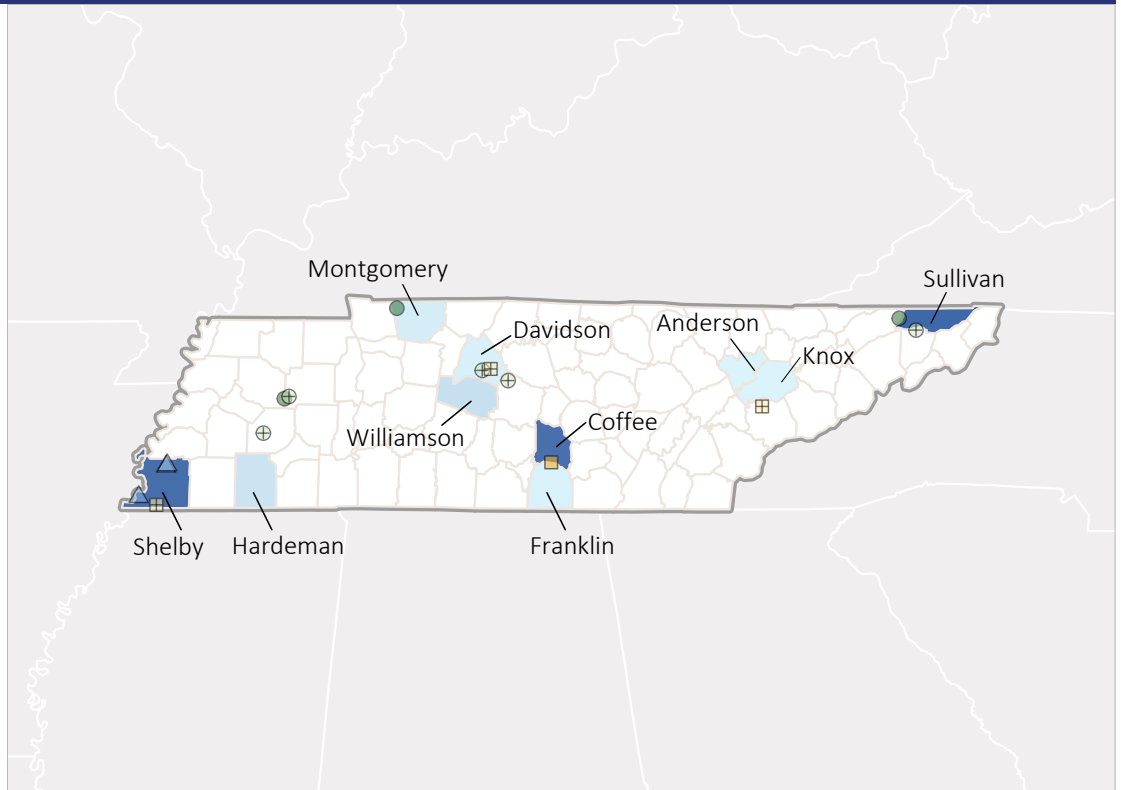 Montgomery
Sullivan
Davidson
Anderson
Knox
Coffee
Williamson
Shelby
Hardeman
Franklin